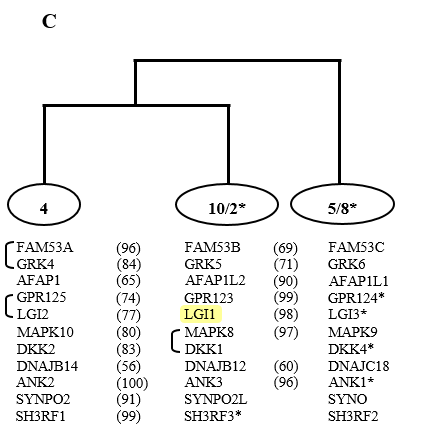 C
4 10/2* 5/8*
FAM53A (96) FAM53B (69) FAM53C
GRK4 (84) GRK5 (71) GRK6
AFAP1 (65) AFAP1L2 (90) AFAP1L1
GPR125 (74) GPR123 (99) GPR124*
LGI2 (77) LGI1 (98) LGI3*
MAPK10 (80) MAPK8 (97) MAPK9
DKK2 (83) DKK1 DKK4*
DNAJB14 (56) DNAJB12 (60) DNAJC18
ANK2 (100) ANK3 (96) ANK1*
SYNPO2 (91) SYNPO2L SYNO
SH3RF1 (99) SH3RF3* SH3RF2